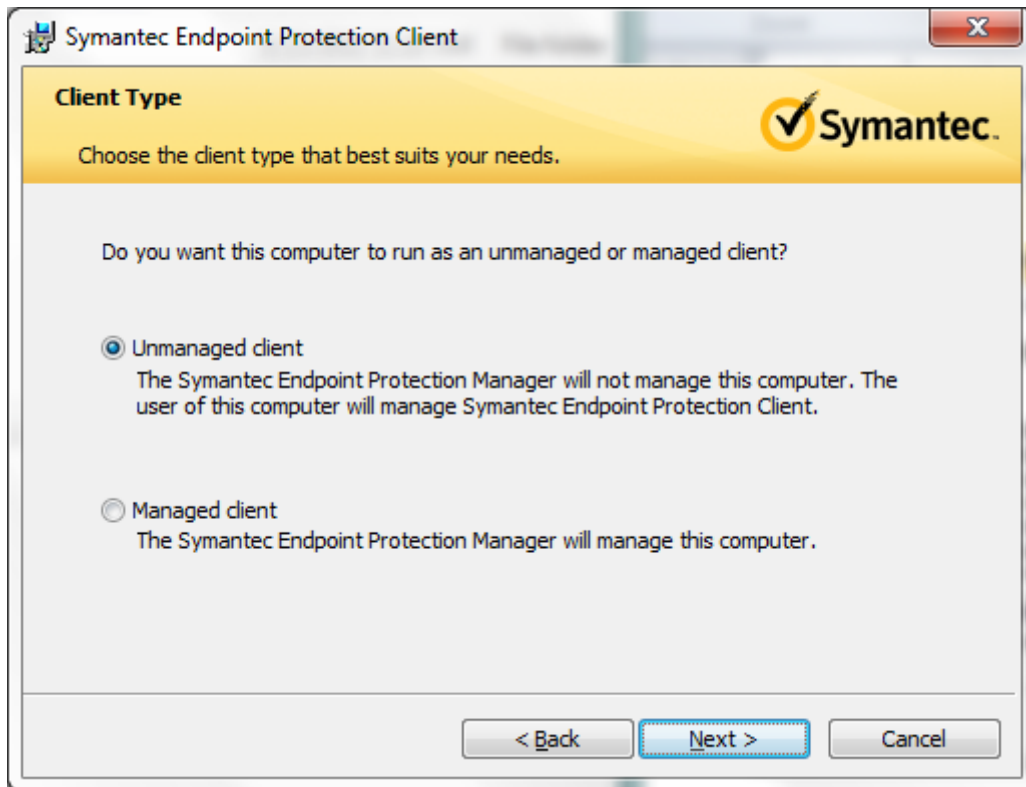 Symantec Endpoint Protection Client
Client Type
Symantec.
Choose the client type that best suits your needs.
Do you want this computer to run as an unmanaged or managed client?
Unmanaged client
The Symantec Endpoint Protection Manager will not manage this computer. The
user of this computer will manage Symantec Endpoint Protection Client.
Managed client
The Symantec Endpoint Protection Manager will manage this computer.
< Back
Next >
Cancel